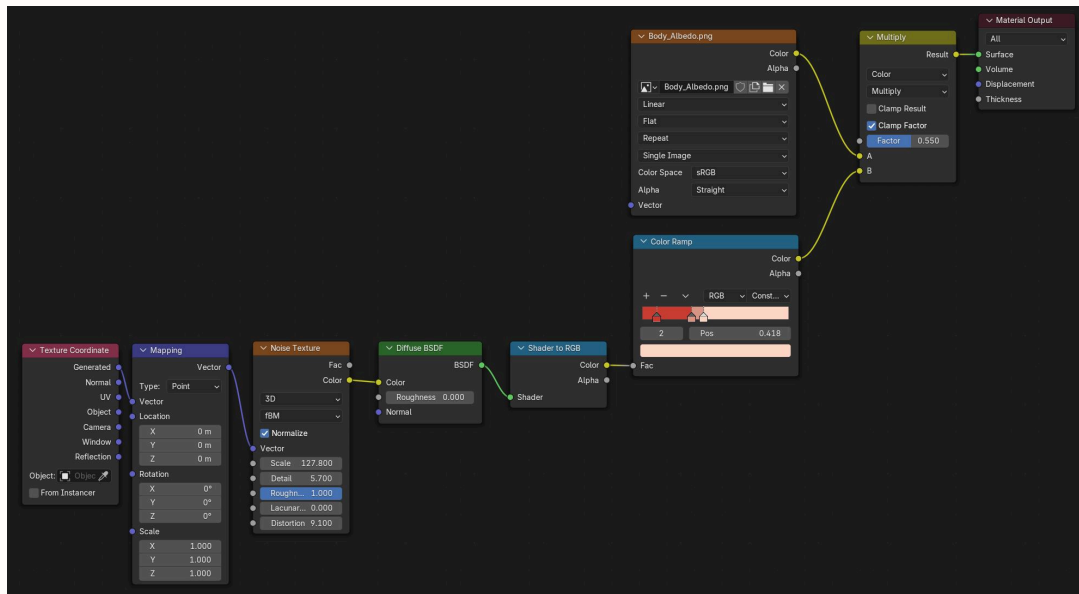 Texture Coordinate
Generated
Normal
UV
Object
Camera
Window
Reflection
Object: Objec
From Instancer
Mapping
Vector
Type: Point
Vector
Location
X 0 m
Y 0 m
Z 0 m
Rotation
X 0°
Y 0°
Z 0°
Scale
X 1.000
Y 1.000
Z 1.000
Noise Texture
Fac
Color
3D
fBM
Normalize
Vector
Scale 127.800
Detail 5.700
Roughn... 1.000
Lacunar... 0.000
Distortion 9.100
Diffuse BSDF
BSDF
Color
Roughness 0.000
Normal
Shader to RGB
Color
Alpha
Shader
Body_Albedo.png
Color
Alpha
Body_Albedo.png
Linear
Flat
Repeat
Single Image
Color Space sRGB
Alpha Straight
Vector
Color Ramp
Color
Alpha
RGB Const...
2 Pos 0.418
Fac
Multiply
Result
Color
Multiply
Clamp Result
Clamp Factor
Factor 0.550
A
B
Material Output
All
Surface
Volume
Displacement
Thickness